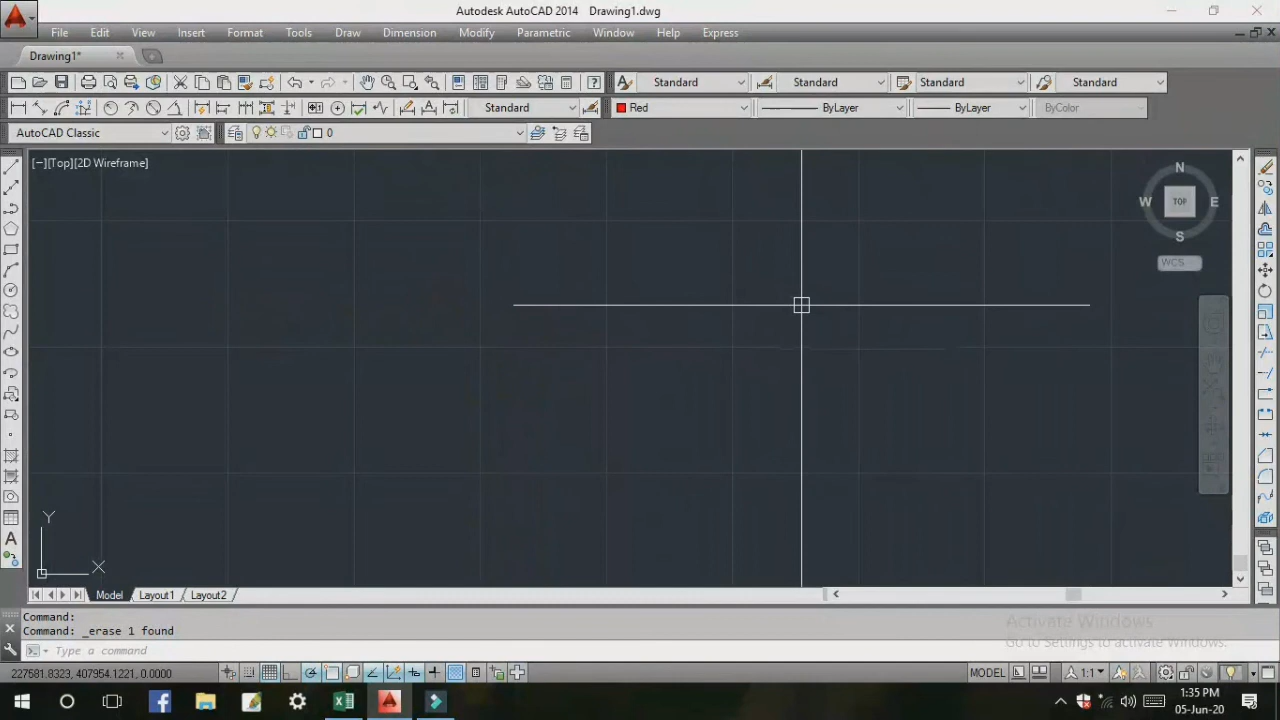 Autodesk AutoCAD 2014 Drawing1.dwg
File Edit View Insert Format Tools Draw Dimension Modify Parametric Window Help Express
Drawing1*
Standard Standard Standard Standard
Standard Red ByLayer ByLayer ByColor
AutoCAD Classic 0
[−][Top][2D Wireframe]
N
W TOP E
S
WCS
Y
X
Model Layout1 Layout2
Command:
Command: _erase 1 found
Activate Windows
Go to Settings to activate Windows.
Type a command
227581.8323, 407954.1221, 0.0000 MODEL 1:1
1:35 PM
05-Jun-20